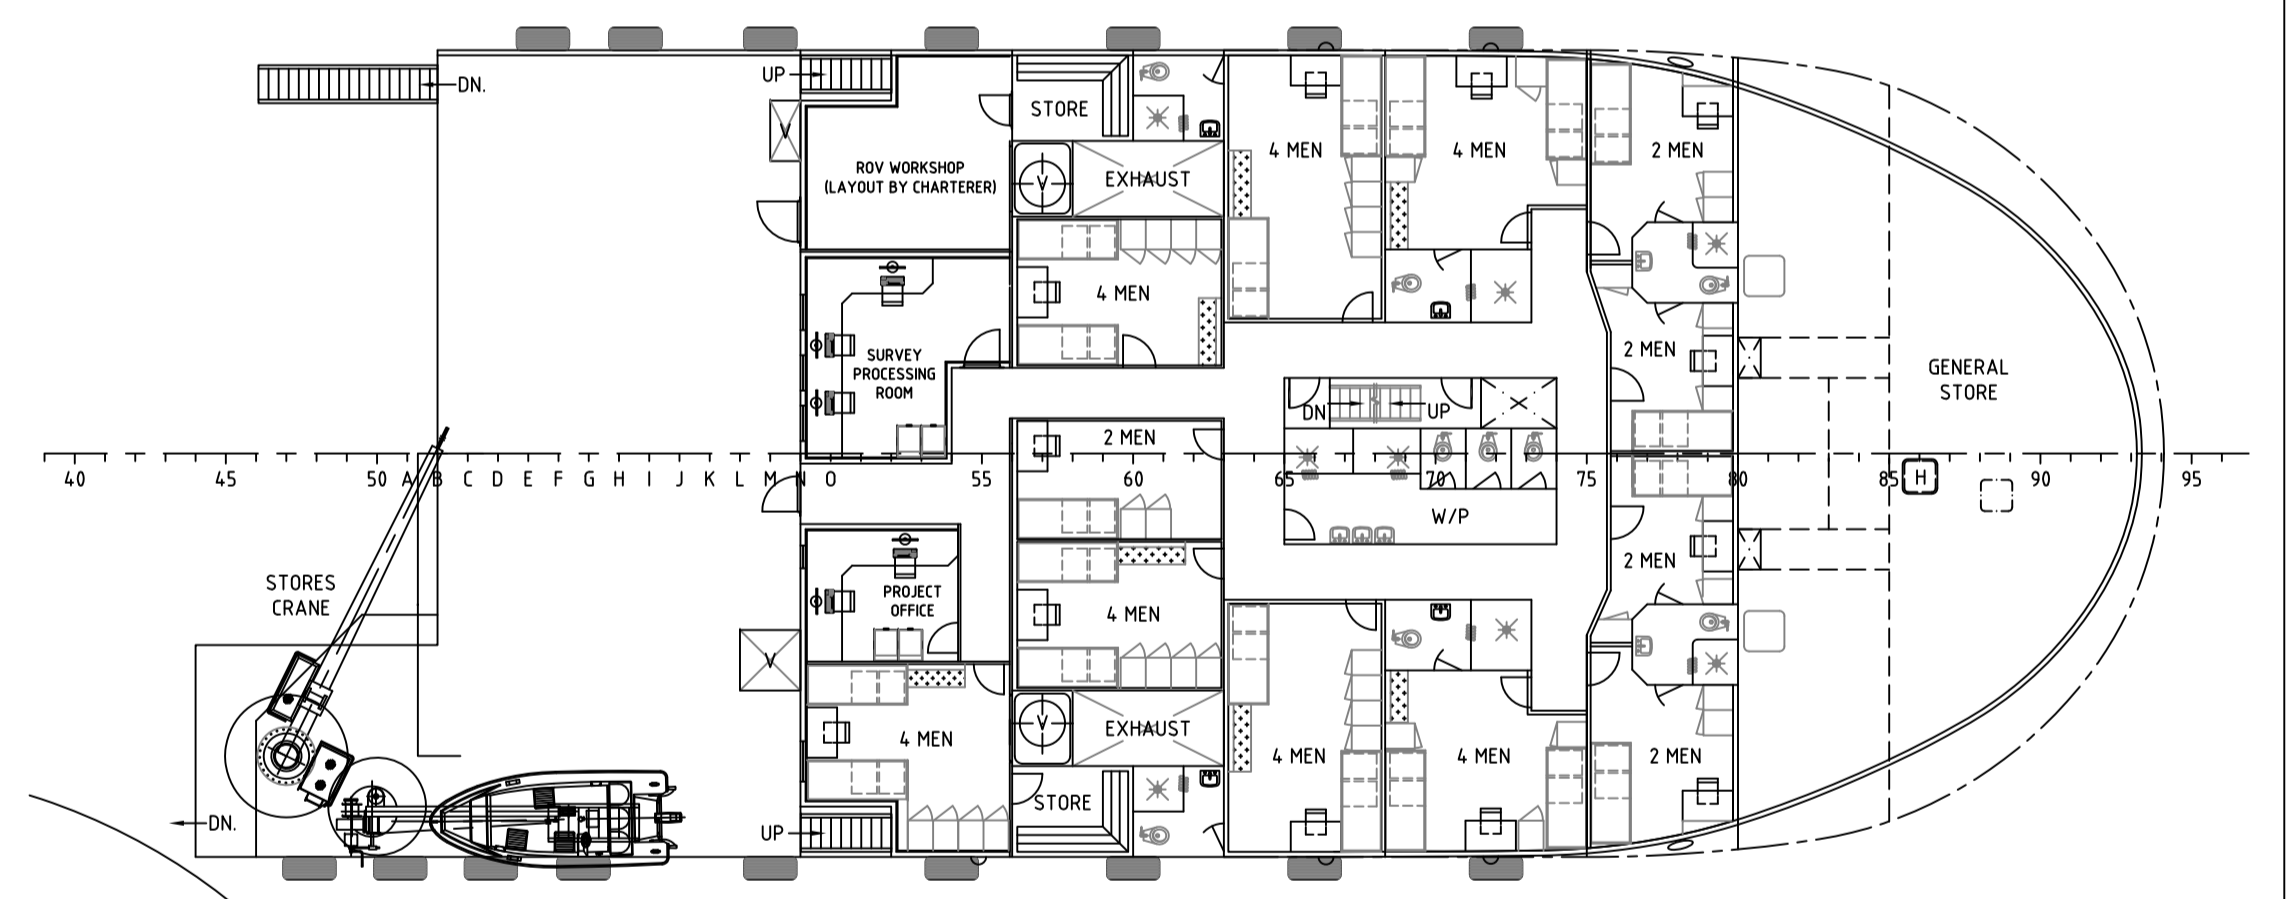 DN.
UP
V
STORE
ROV WORKSHOP
(LAYOUT BY CHARTERER)
V
EXHAUST
4 MEN
4 MEN
2 MEN
4 MEN
SURVEY
PROCESSING
ROOM
2 MEN
GENERAL
STORE
DN
UP
X
2 MEN
40 45 50 A B C D E F G H I J K L M N O 55 60 65 70 75 80 85 H 90 95
W/P
STORES
CRANE
PROJECT
OFFICE
4 MEN
2 MEN
V
4 MEN
V
EXHAUST
4 MEN
4 MEN
2 MEN
DN.
UP
STORE